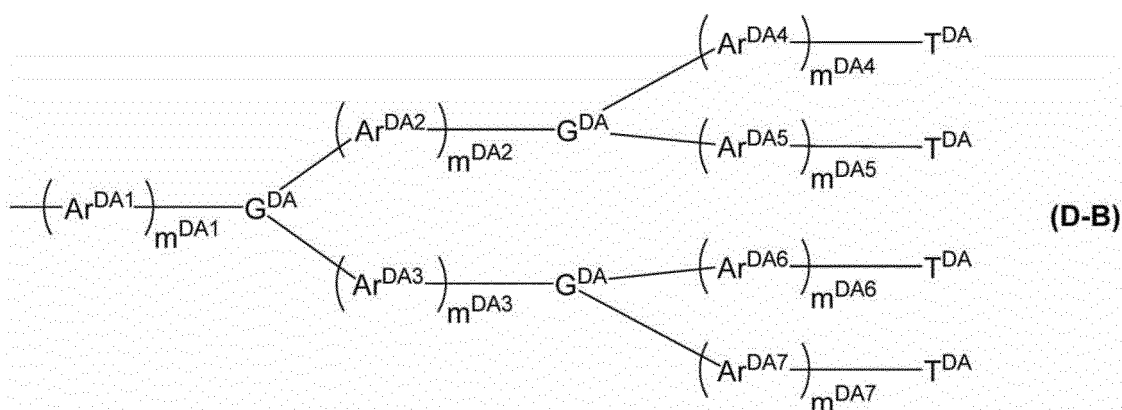 (Ar^DA4)m^DA4 T^DA
(Ar^DA2)m^DA2 G^DA
(Ar^DA5)m^DA5 T^DA
(Ar^DA1)m^DA1 G^DA (D-B)
(Ar^DA3)m^DA3 G^DA
(Ar^DA6)m^DA6 T^DA
(Ar^DA7)m^DA7 T^DA